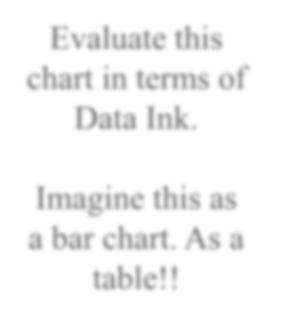 Evaluate this
chart in terms of
Data Ink.
Imagine this as
a bar chart. As a
table!!